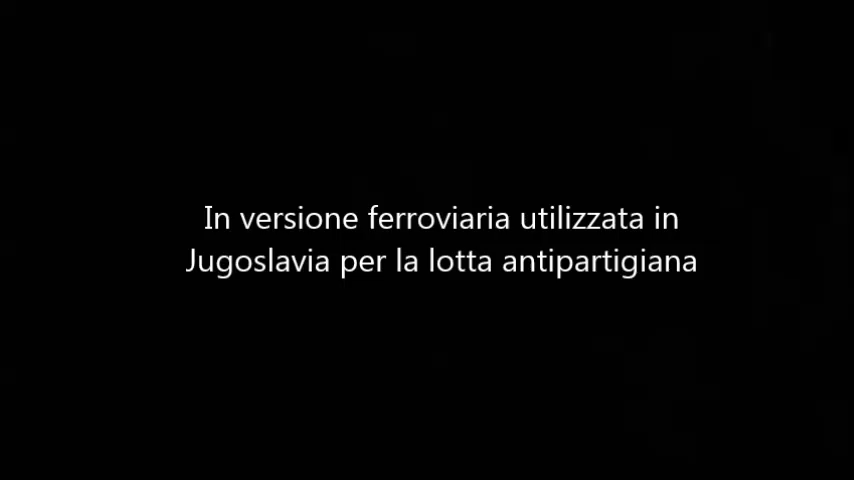 In versione ferroviaria utilizzata in
Jugoslavia per la lotta antipartigiana